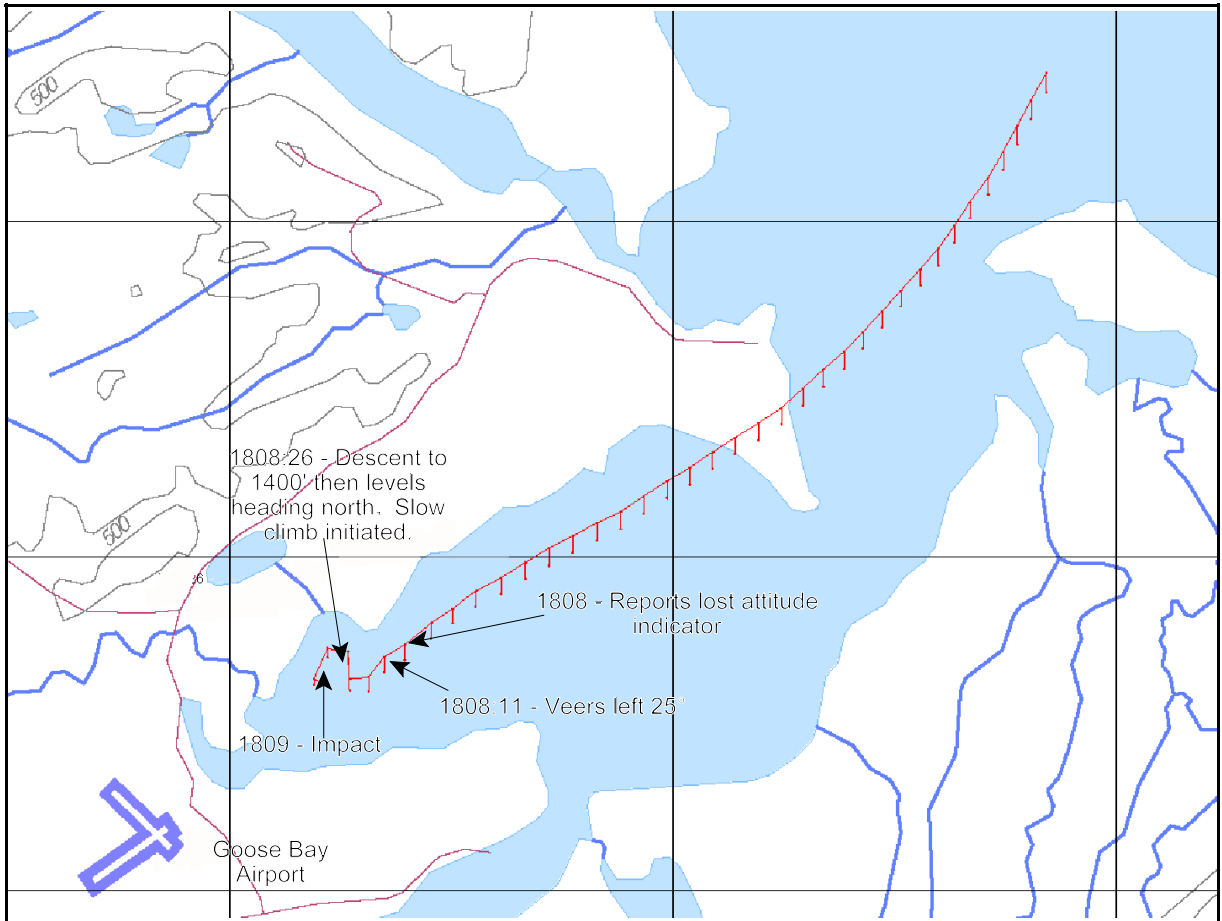 500
1808:26 - Descent to
1400' then levels
heading north. Slow
climb initiated.
500
1808 - Reports lost attitude
indicator
1808:11 - Veers left 25°
1809 - Impact
Goose Bay
Airport